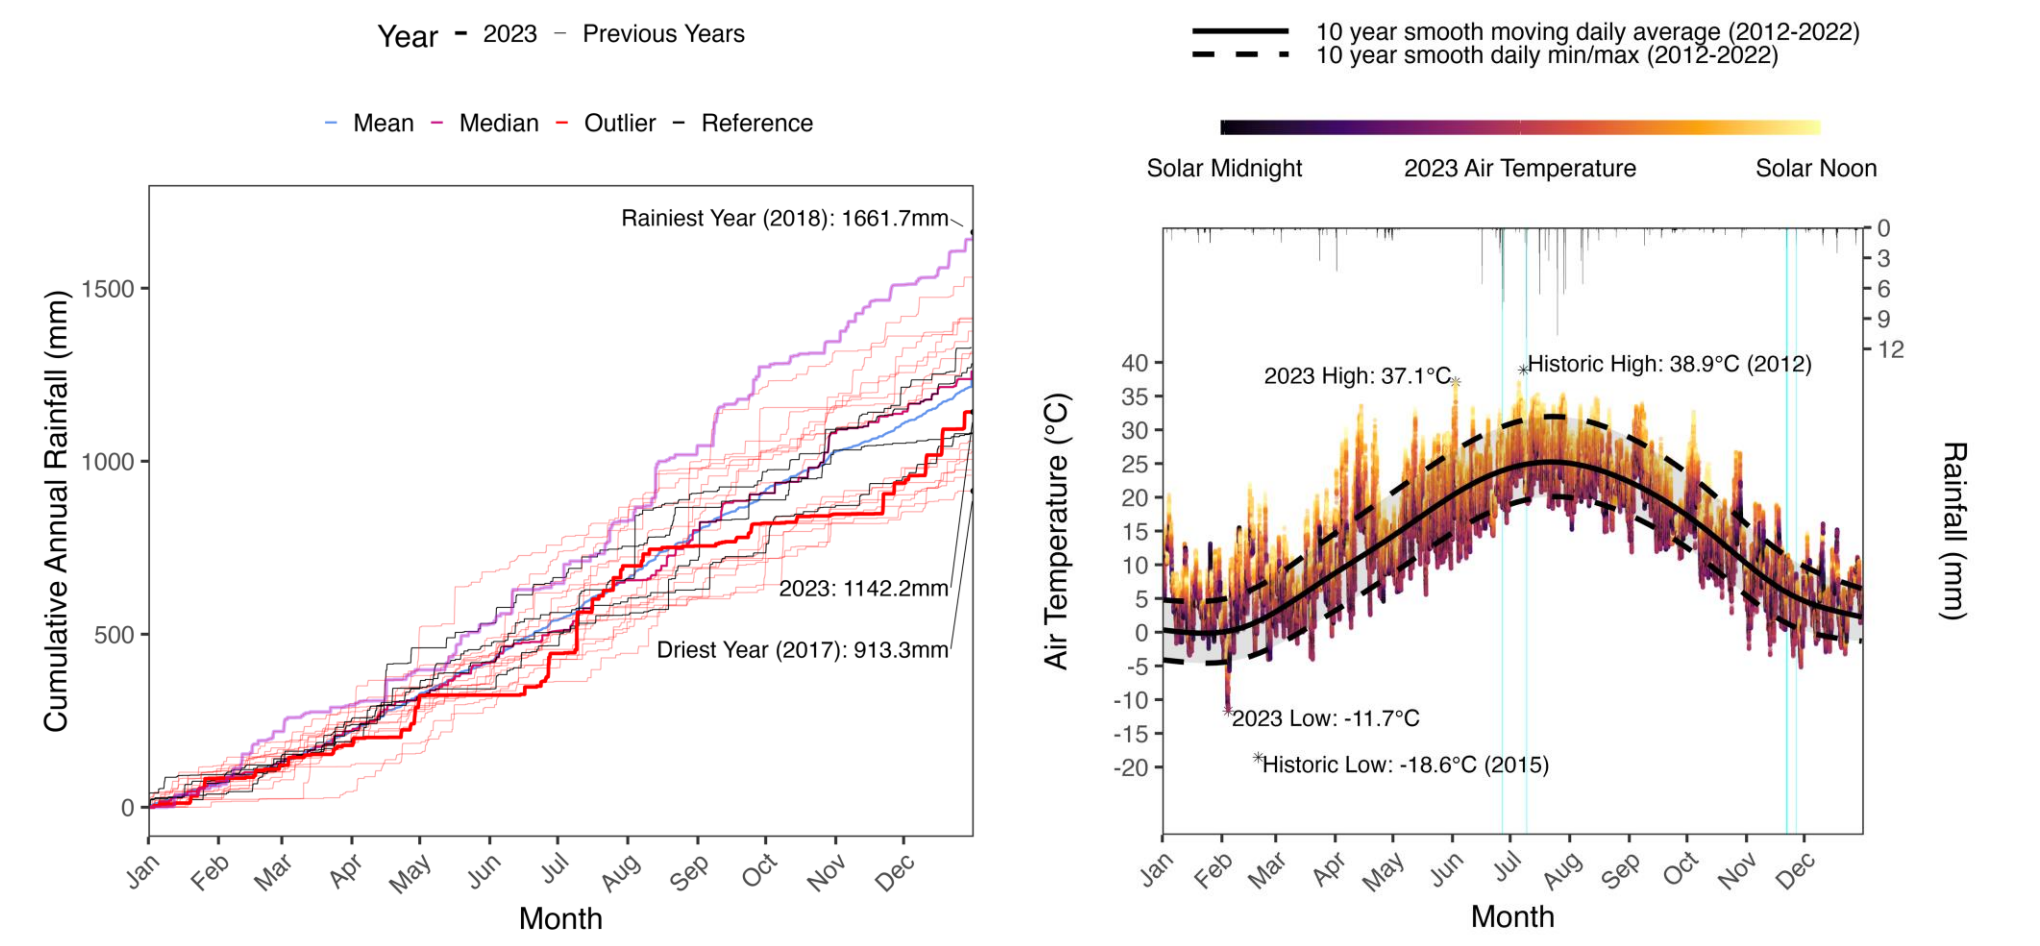 Year 2023 Previous Years
Mean Median Outlier Reference
Cumulative Annual Rainfall (mm)
1500
1000
500
0
Rainiest Year (2018): 1661.7mm
2023: 1142.2mm
Driest Year (2017): 913.3mm
Jan Feb Mar Apr May Jun Jul Aug Sep Oct Nov Dec
Month
10 year smooth moving daily average (2012-2022)
10 year smooth daily min/max (2012-2022)
Solar Midnight 2023 Air Temperature Solar Noon
Air Temperature (°C)
40
35
30
25
20
15
10
5
0
-5
-10
-15
-20
0
3
6
9
12
Rainfall (mm)
Historic High: 38.9°C (2012)
2023 High: 37.1°C
2023 Low: -11.7°C
Historic Low: -18.6°C (2015)
Jan Feb Mar Apr May Jun Jul Aug Sep Oct Nov Dec
Month